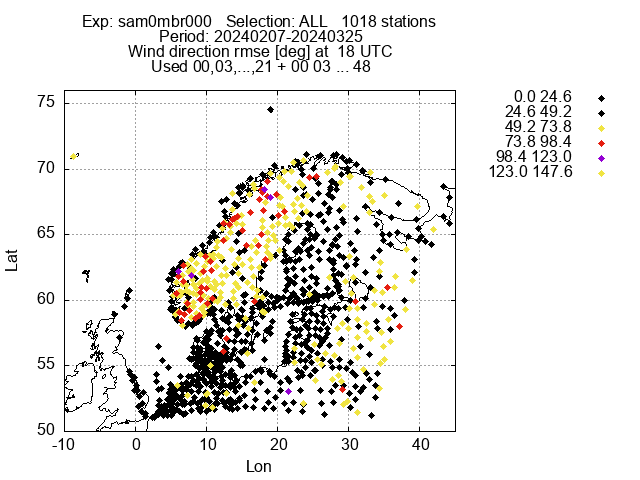 Exp: sam0mbr000   Selection: ALL   1018 stations
Period: 20240207-20240325
Wind direction rmse [deg] at  18 UTC
Used 00,03,...,21 + 00 03 ... 48
0.0 24.6
24.6 49.2
49.2 73.8
73.8 98.4
98.4 123.0
123.0 147.6
75
70
65
60
55
50
Lat
-10 0 10 20 30 40
Lon